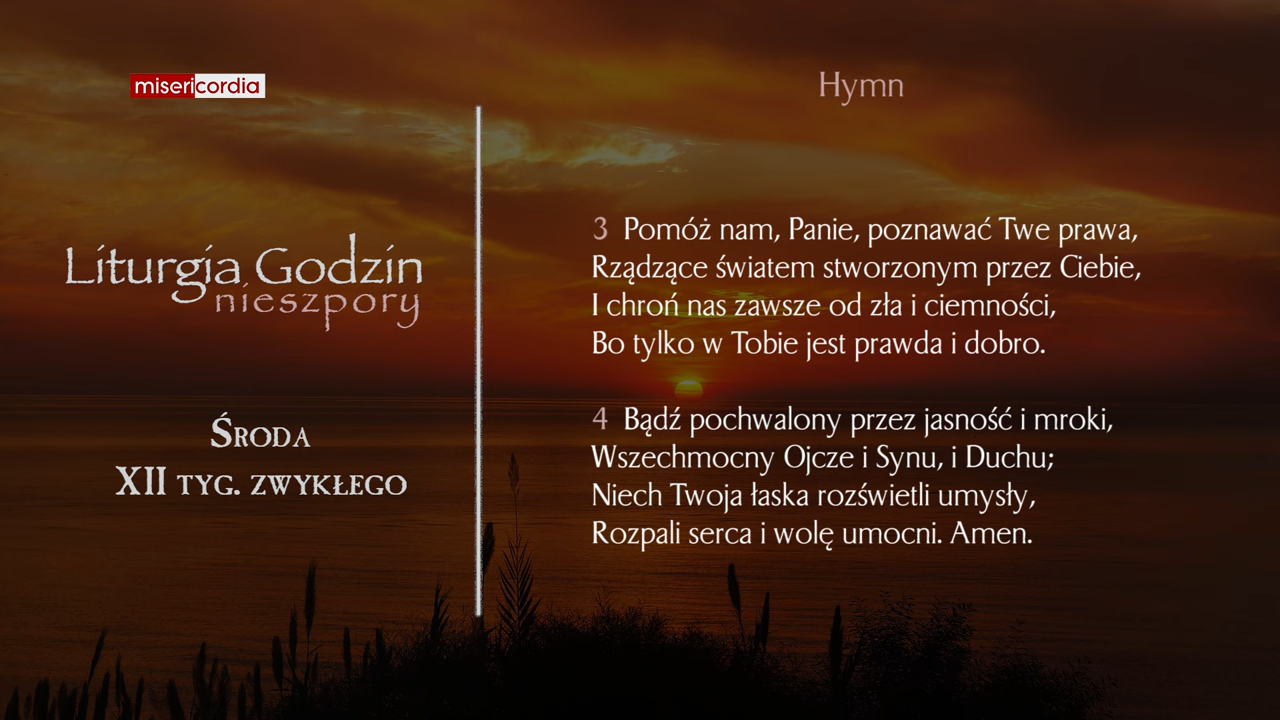 misericordia
Liturgia Godzin
nieszpory
Środa
XII tyg. zwykłego
Hymn
3 Pomóż nam, Panie, poznawać Twe prawa,
Rządzące światem stworzonym przez Ciebie,
I chroń nas zawsze od zła i ciemności,
Bo tylko w Tobie jest prawda i dobro.
4 Bądź pochwalony przez jasność i mroki,
Wszechmocny Ojcze i Synu, i Duchu;
Niech Twoja łaska rozświetli umysły,
Rozpali serca i wolę umocni. Amen.